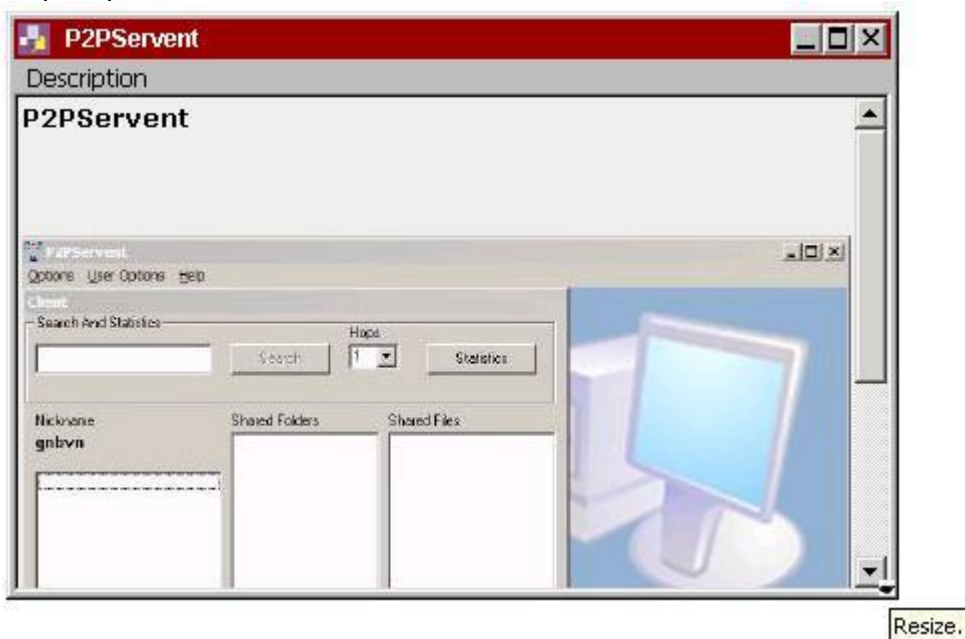 P2PServent
Description
P2PServent
P2PServent
Options User Options Help
Client
Search And Statistics
Hops
Search 1 Statistics
Nickname Shared Folders Shared Files
gnbvn
Resize.